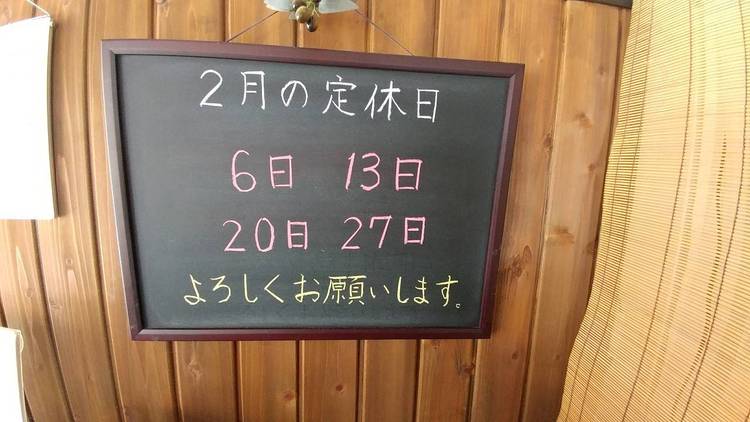 2月の定休日
6日 13日
20日 27日
よろしくお願いします。